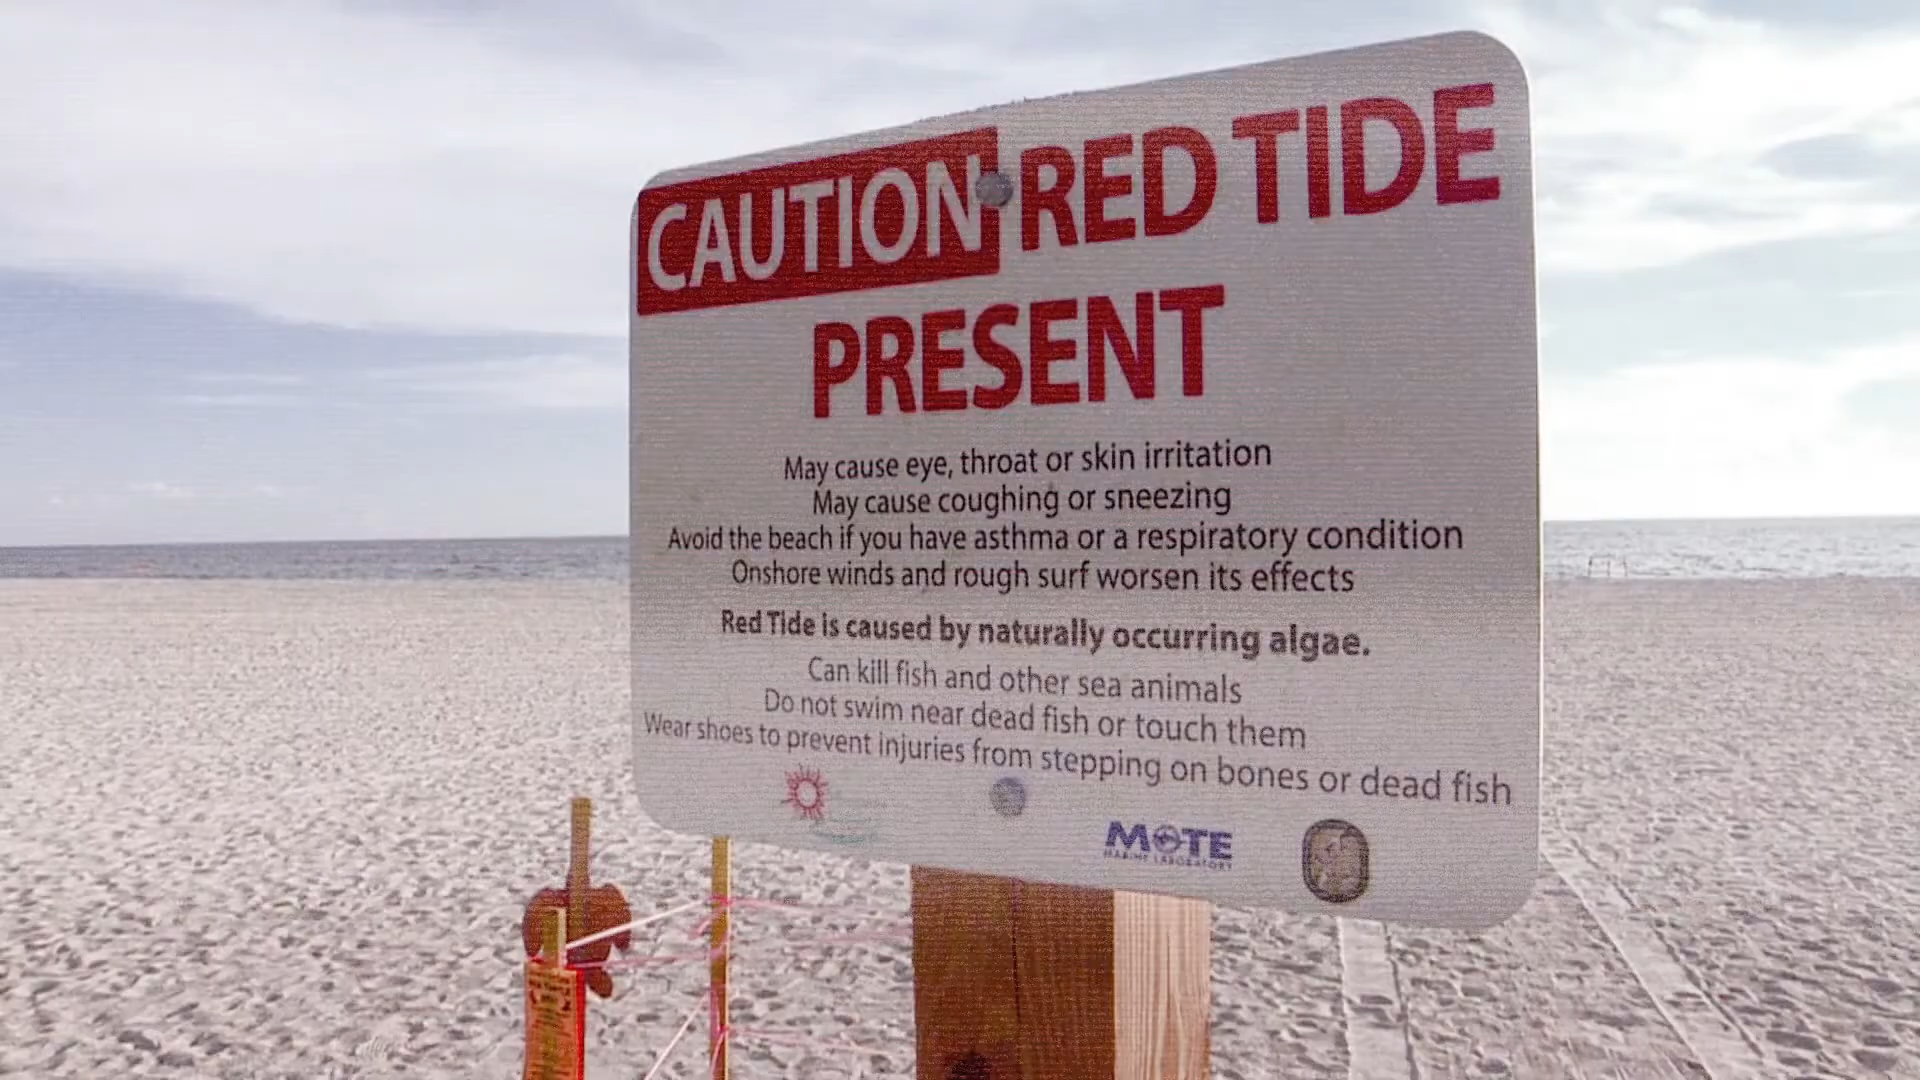 CAUTION RED TIDE
PRESENT
May cause eye, throat or skin irritation
May cause coughing or sneezing
Avoid the beach if you have asthma or a respiratory condition
Onshore winds and rough surf worsen its effects
Red Tide is caused by naturally occurring algae.
Can kill fish and other sea animals
Do not swim near dead fish or touch them
Wear shoes to prevent injuries from stepping on bones or dead fish
MOTE
MARINE LABORATORY